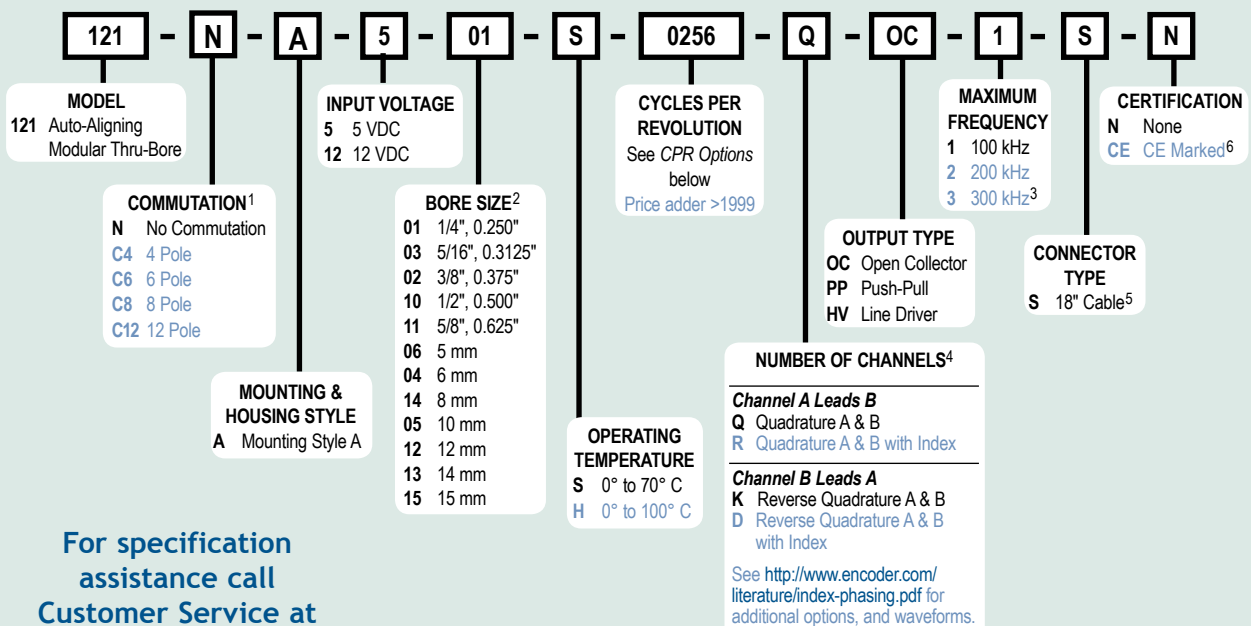 121 - N - A - 5 - 01 - S - 0256 - Q - OC - 1 - S - N
MODEL
121 Auto-Aligning
Modular Thru-Bore
COMMUTATION1
N No Commutation
C4 4 Pole
C6 6 Pole
C8 8 Pole
C12 12 Pole
MOUNTING &
HOUSING STYLE
A Mounting Style A
INPUT VOLTAGE
5 5 VDC
12 12 VDC
BORE SIZE2
01 1/4", 0.250"
03 5/16", 0.3125"
02 3/8", 0.375"
10 1/2", 0.500"
11 5/8", 0.625"
06 5 mm
04 6 mm
14 8 mm
05 10 mm
12 12 mm
13 14 mm
15 15 mm
OPERATING
TEMPERATURE
S 0° to 70° C
H 0° to 100° C
CYCLES PER
REVOLUTION
See CPR Options
below
Price adder >1999
NUMBER OF CHANNELS4
Channel A Leads B
Q Quadrature A & B
R Quadrature A & B with Index
Channel B Leads A
K Reverse Quadrature A & B
D Reverse Quadrature A & B
with Index
See http://www.encoder.com/
literature/index-phasing.pdf for
additional options, and waveforms.
OUTPUT TYPE
OC Open Collector
PP Push-Pull
HV Line Driver
MAXIMUM
FREQUENCY
1 100 kHz
2 200 kHz
3 300 kHz3
CONNECTOR
TYPE
S 18" Cable5
CERTIFICATION
N None
CE CE Marked6
For specification
assistance call
Customer Service at